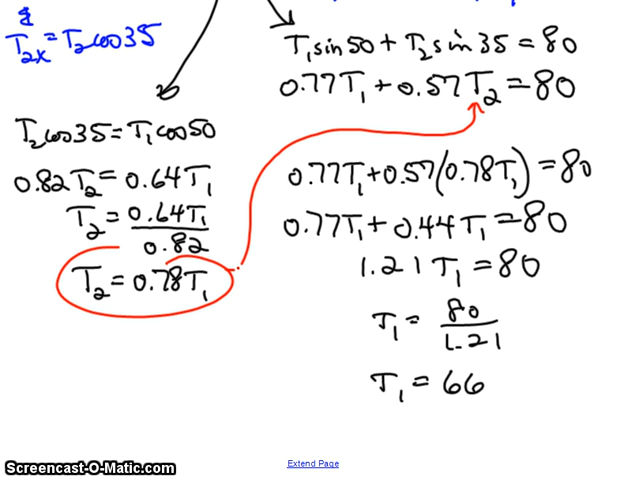 T₂ₓ = T₂cos35
T₂cos35 = T₁cos50
0.82T₂ = 0.64T₁
T₂ = 0.64T₁
0.82
T₂ = 0.78T₁
T₁sin50 + T₂sin35 = 80
0.77T₁ + 0.57T₂ = 80
0.77T₁ + 0.57(0.78T₁) = 80
0.77T₁ + 0.44T₁ = 80
1.21T₁ = 80
T₁ = 80
1.21
T₁ = 66
Extend Page
Screencast-O-Matic.com